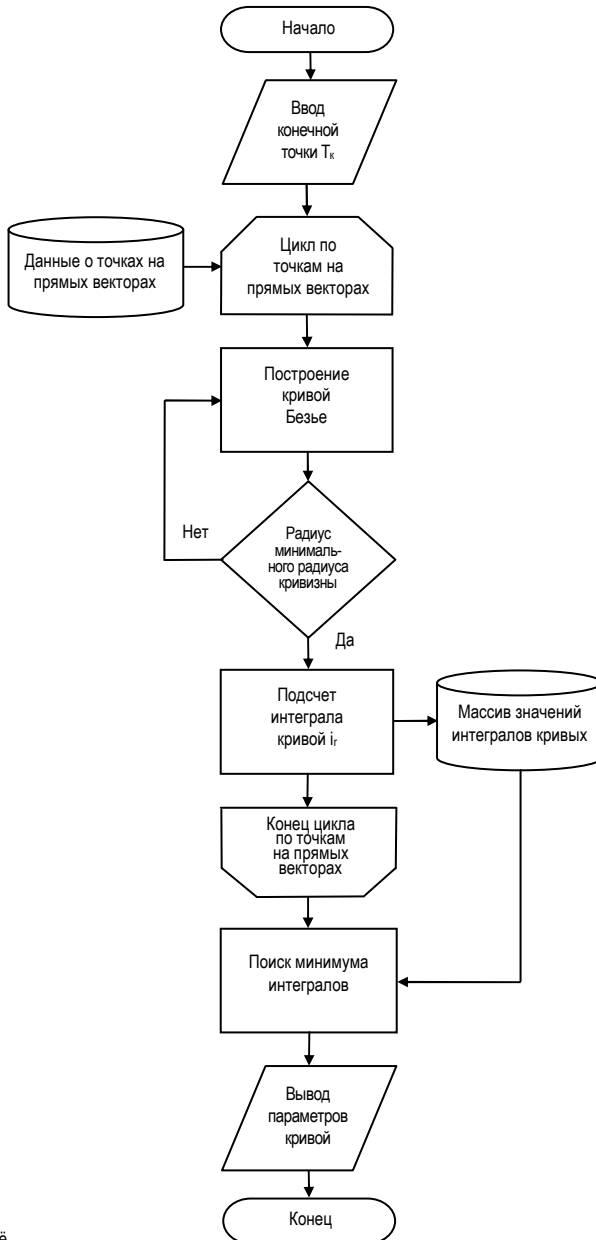 Начало
Ввод
конечной
точки Tк
Данные о точках на
прямых векторах
Цикл по
точкам на
прямых векторах
Построение
кривой
Безье
Нет
Радиус
минималь-
ного радиуса
кривизны
Да
Подсчет
интеграла
кривой ir
Массив значений
интегралов кривых
Конец цикла
по точкам
на прямых
векторах
Поиск минимума
интегралов
Вывод
параметров
кривой
Конец
ё